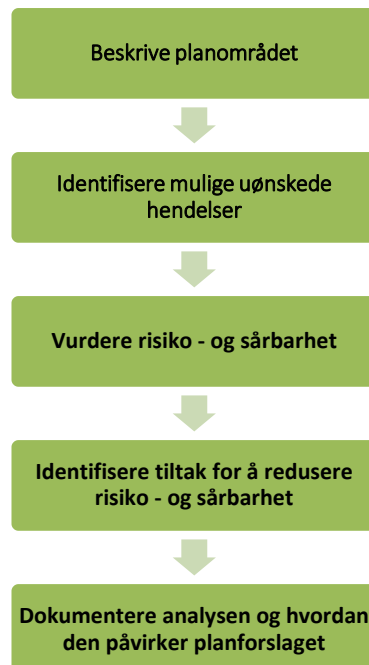 Beskrive planområdet
Identifisere mulige uønskede
hendelser
Vurdere risiko - og sårbarhet
Identifisere tiltak for å redusere
risiko - og sårbarhet
Dokumentere analysen og hvordan
den påvirker planforslaget